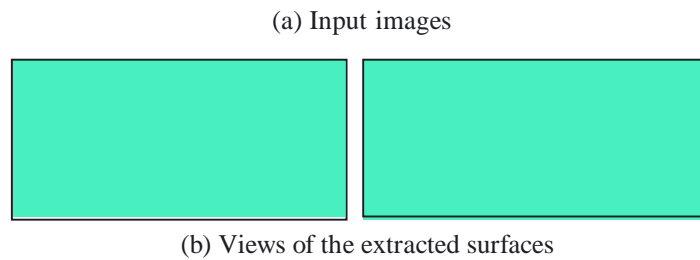 (a) Input images
(b) Views of the extracted surfaces